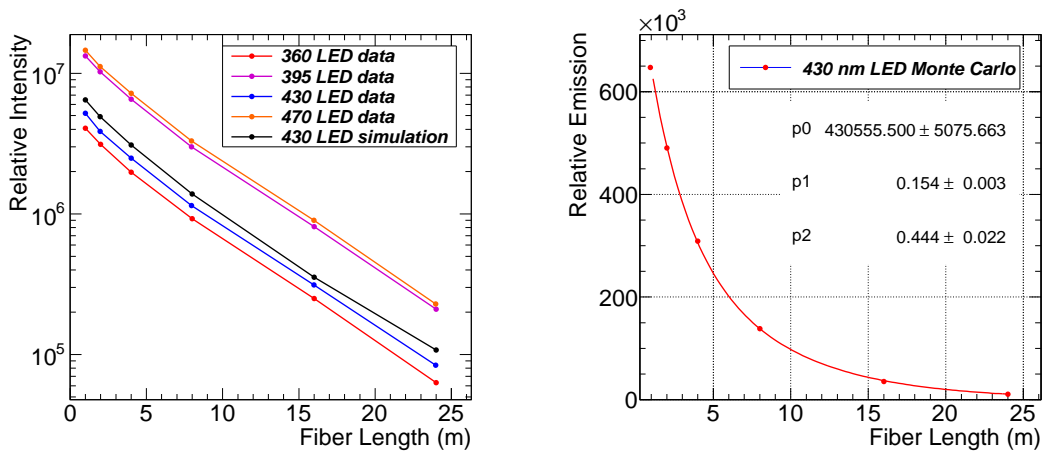 Relative Intensity
10^7
10^6
10^5
360 LED data
395 LED data
430 LED data
470 LED data
430 LED simulation
0 5 10 15 20 25
Fiber Length (m)
×10^3
Relative Emission
600
400
200
0
430 nm LED Monte Carlo
p0 430555.500 ± 5075.663
p1 0.154 ± 0.003
p2 0.444 ± 0.022
5 10 15 20 25
Fiber Length (m)